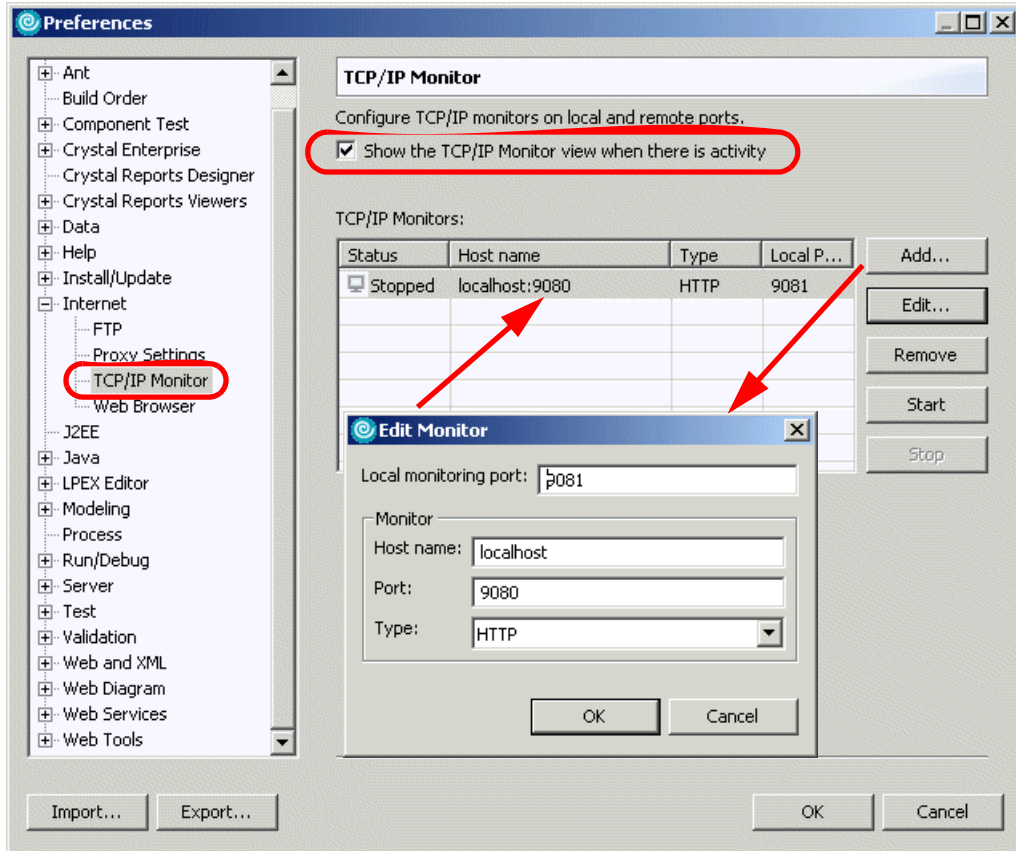 Preferences
Ant
Build Order
Component Test
Crystal Enterprise
Crystal Reports Designer
Crystal Reports Viewers
Data
Help
Install/Update
Internet
FTP
Proxy Settings
TCP/IP Monitor
Web Browser
J2EE
Java
LPEX Editor
Modeling
Process
Run/Debug
Server
Test
Validation
Web and XML
Web Diagram
Web Services
Web Tools
TCP/IP Monitor
Configure TCP/IP monitors on local and remote ports.
Show the TCP/IP Monitor view when there is activity
TCP/IP Monitors:
Status Host name Type Local P...
Stopped localhost:9080 HTTP 9081
Add...
Edit...
Remove
Start
Stop
Edit Monitor
Local monitoring port: 9081
Monitor
Host name: localhost
Port: 9080
Type: HTTP
OK Cancel
Import... Export... OK Cancel